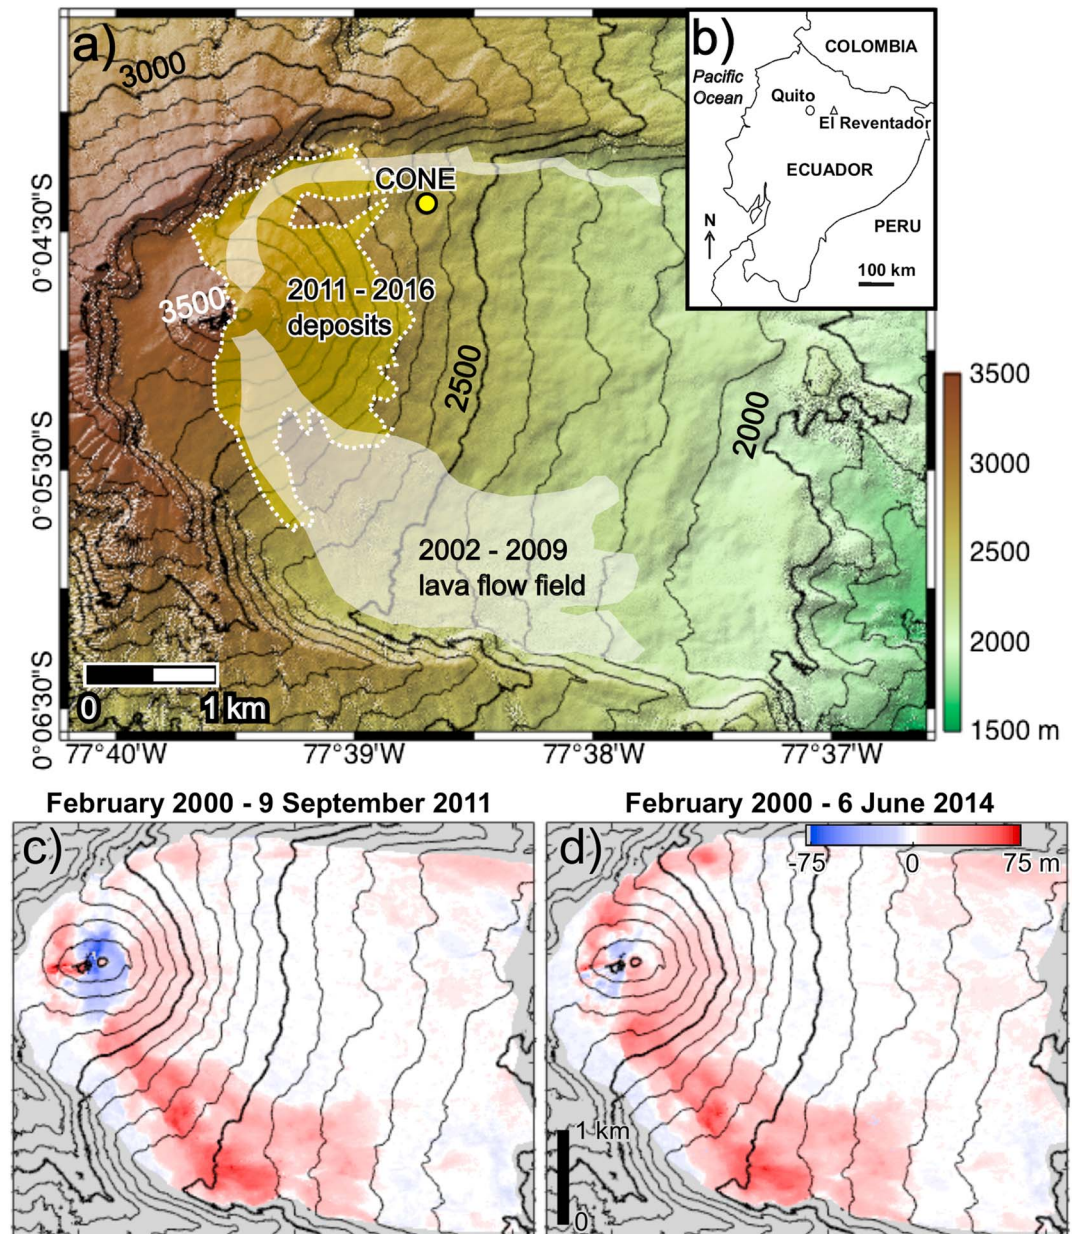 a)
3000
CONE
3500
2011 - 2016
deposits
2500
2000
2002 - 2009
lava flow field
0 1 km
0°04'30"S
0°05'30"S
0°06'30"S
77°40'W 77°39'W 77°38'W 77°37'W
b)
COLOMBIA
Pacific
Ocean
Quito
El Reventador
ECUADOR
N
PERU
100 km
3500
3000
2500
2000
1500 m
February 2000 - 9 September 2011
c)
February 2000 - 6 June 2014
d)
-75 0 75 m
1 km
0